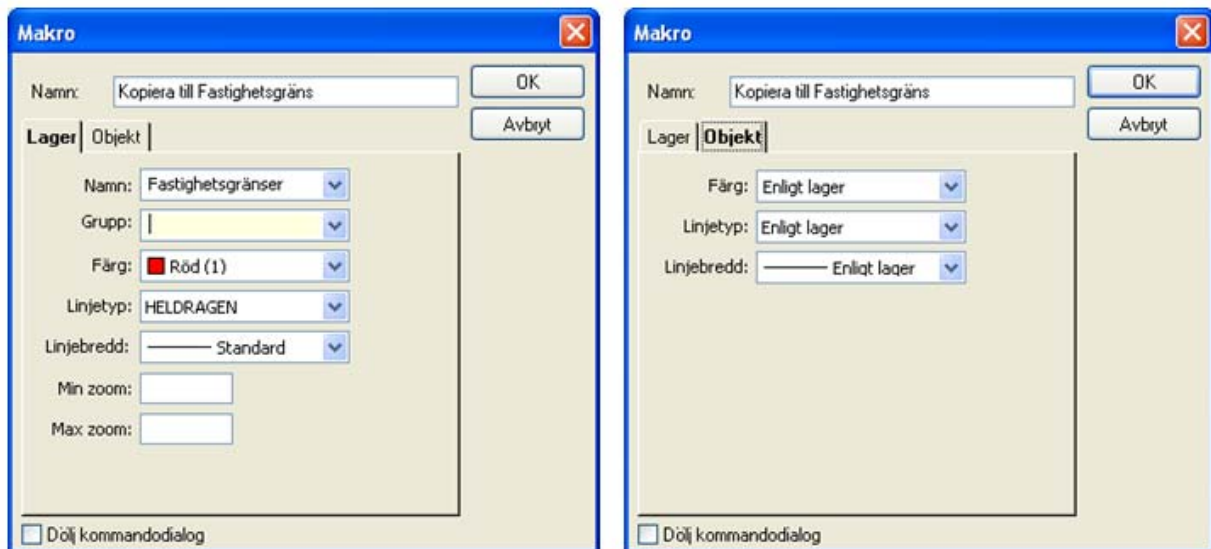 Makro
Namn: Kopiera till Fastighetsgräns
OK
Avbryt
Lager Objekt
Namn: Fastighetsgränser
Grupp:
Färg: Röd (1)
Linjetyp: HELDRAGEN
Linjebredd: Standard
Min zoom:
Max zoom:
Dölj kommandodialog
Makro
Namn: Kopiera till Fastighetsgräns
OK
Avbryt
Lager Objekt
Färg: Enligt lager
Linjetyp: Enligt lager
Linjebredd: Enligt lager
Dölj kommandodialog